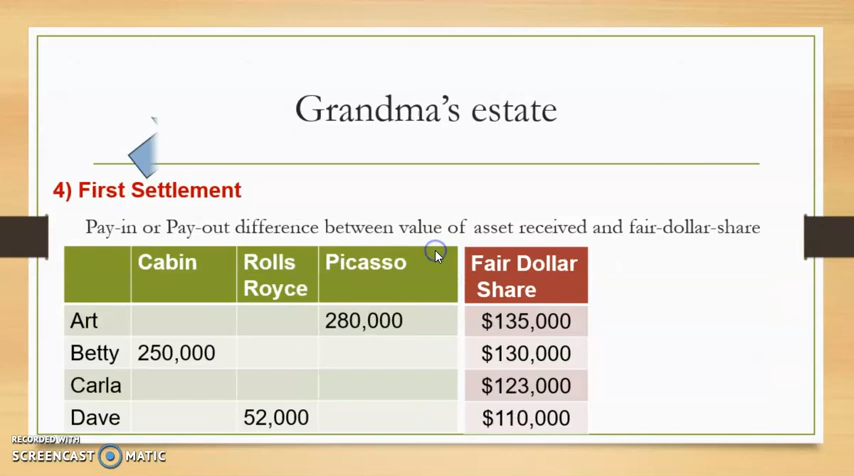 Grandma's estate
4) First Settlement
Pay-in or Pay-out difference between value of asset received and fair-dollar-share
Cabin Rolls Royce Picasso Fair Dollar Share
Art 280,000 $135,000
Betty 250,000 $130,000
Carla $123,000
Dave 52,000 $110,000
RECORDED WITH
SCREENCAST MATIC